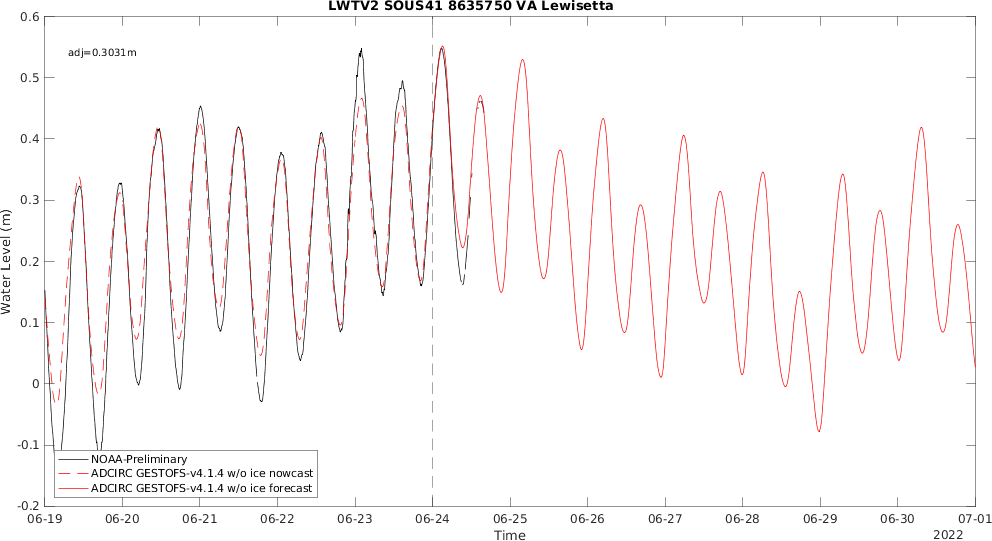 LWTV2 SOUS41 8635750 VA Lewisetta
adj=0.3031m
Water Level (m)
0.6
0.5
0.4
0.3
0.2
0.1
0
-0.1
-0.2
NOAA-Preliminary
ADCIRC GESTOFS-v4.1.4 w/o ice nowcast
ADCIRC GESTOFS-v4.1.4 w/o ice forecast
06-19 06-20 06-21 06-22 06-23 06-24 06-25 06-26 06-27 06-28 06-29 06-30 07-01
Time
2022